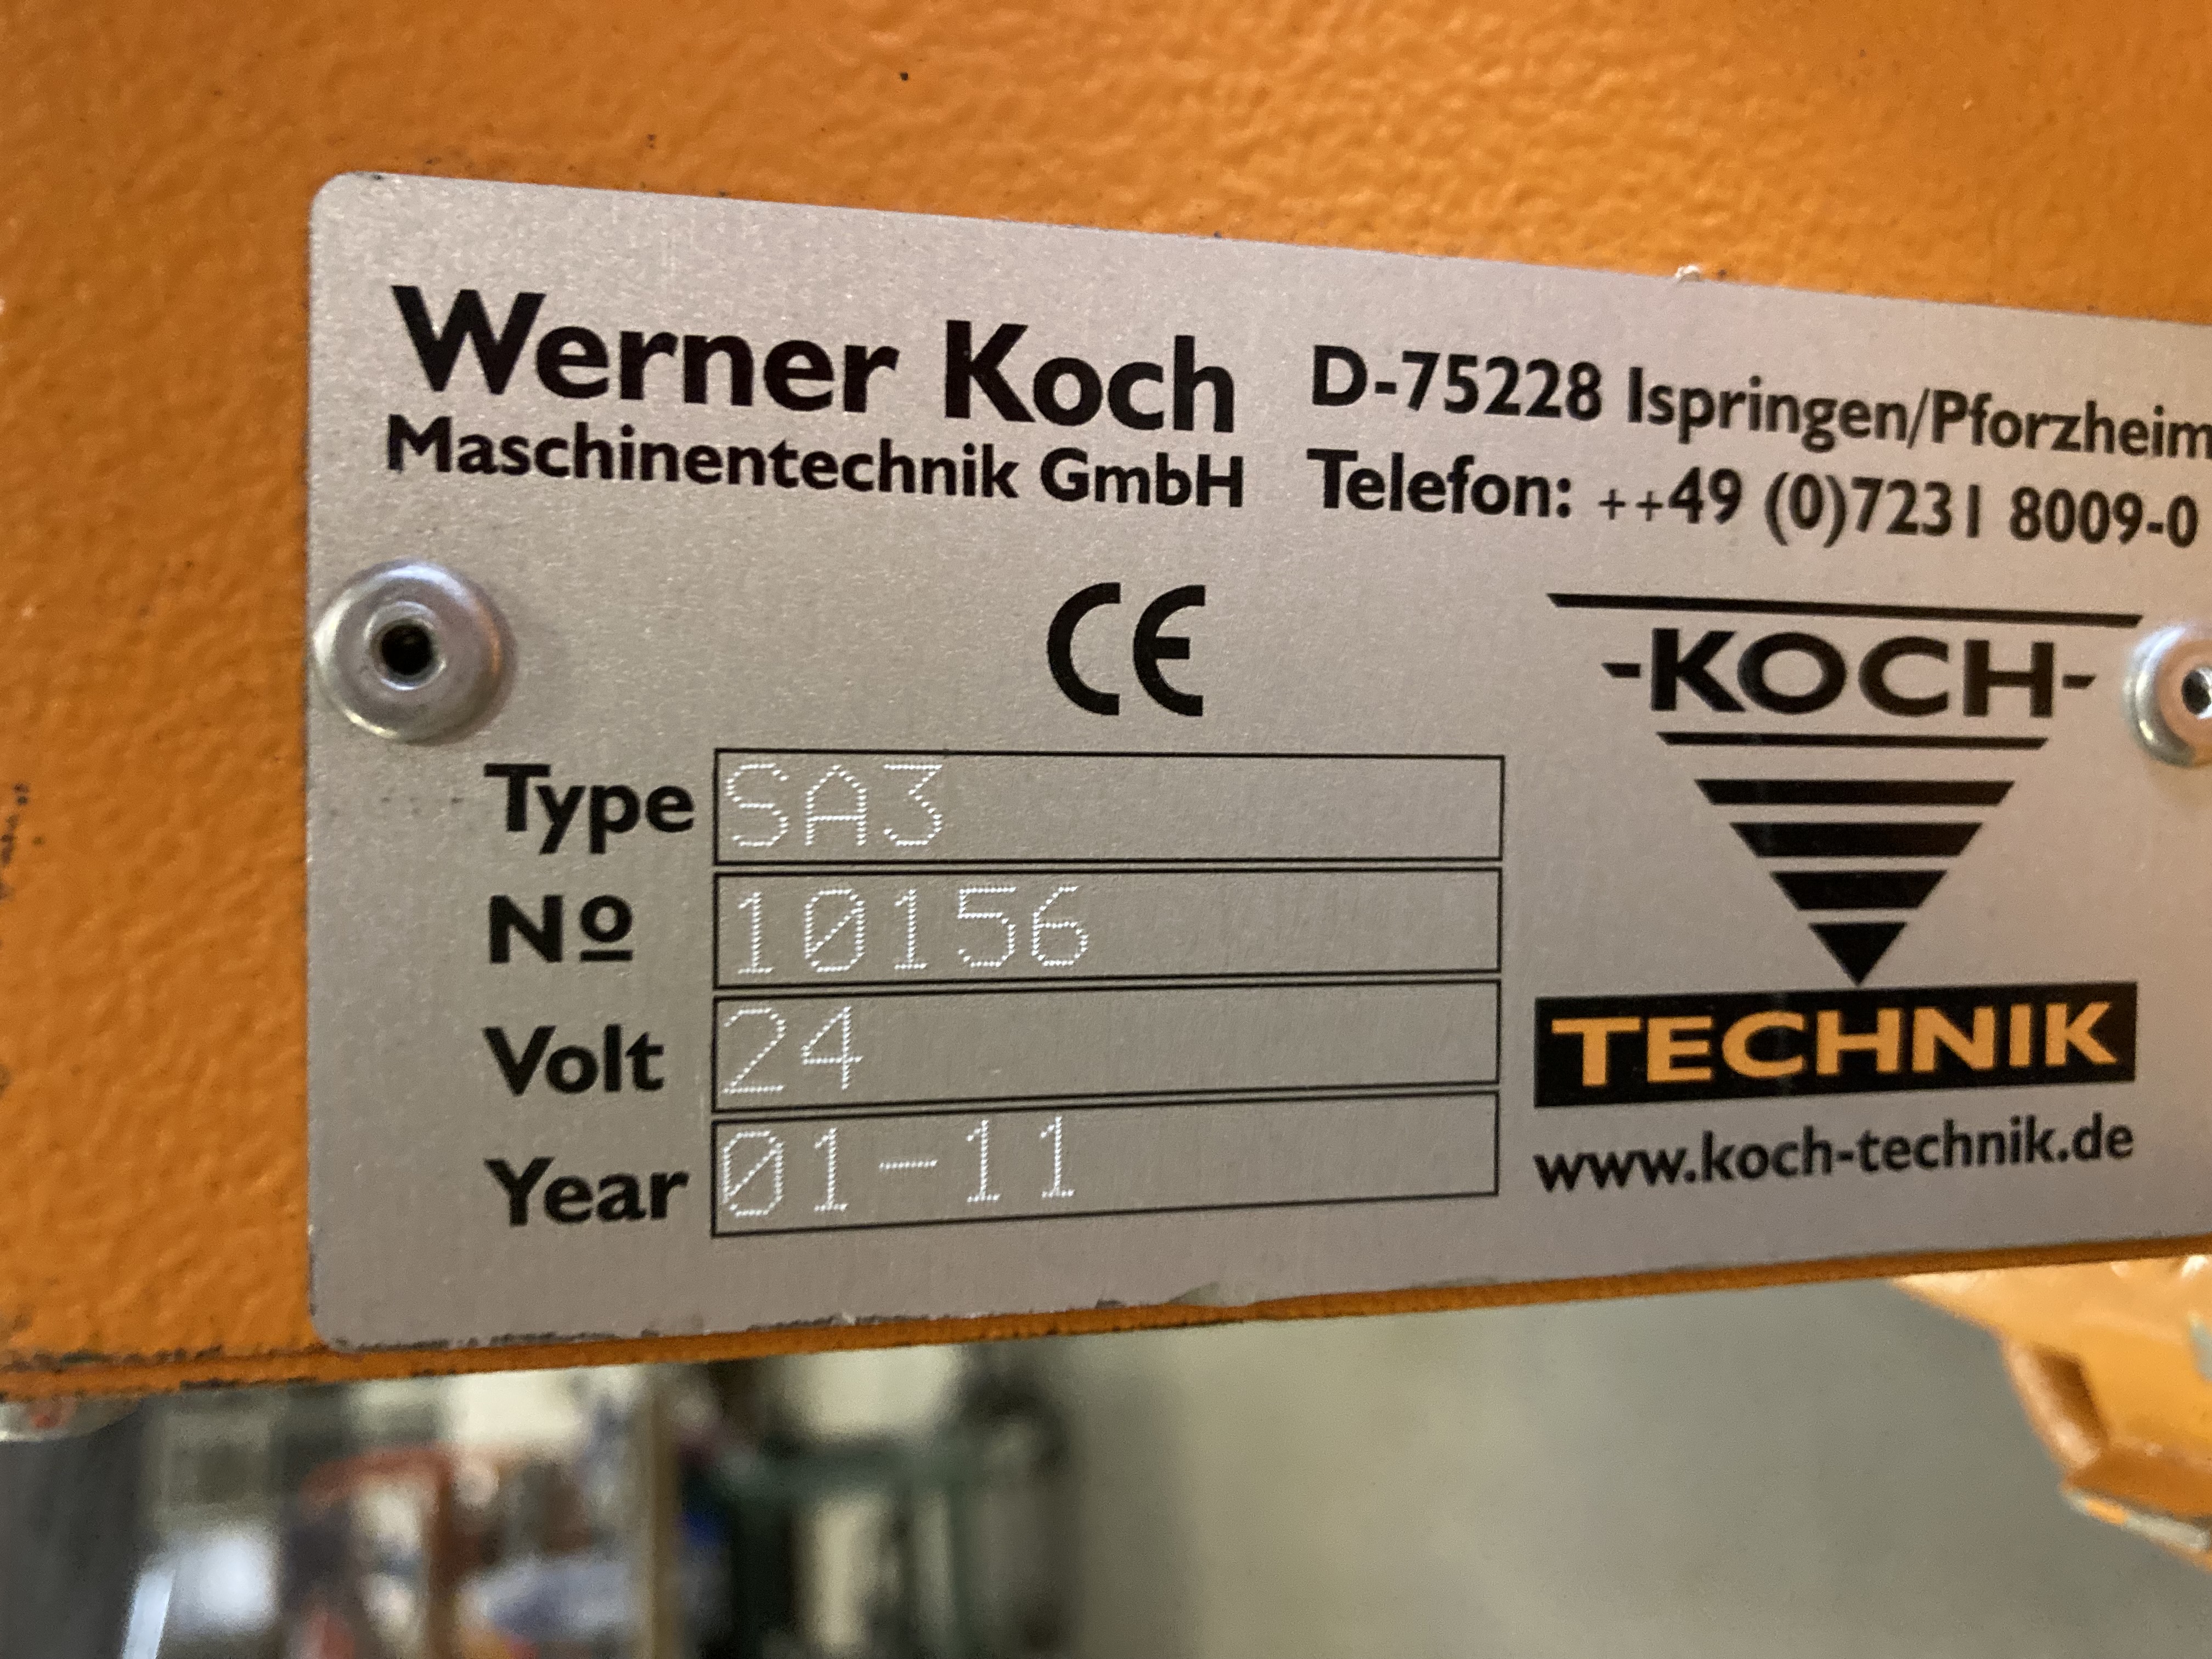 Werner Koch
Maschinentechnik GmbH
D-75228 Ispringen/Pforzheim
Telefon: ++49 (0)7231 8009-0
CE
-KOCH-
TECHNIK
www.koch-technik.de
Type SA3
Nº 10156
Volt 24
Year 01-11